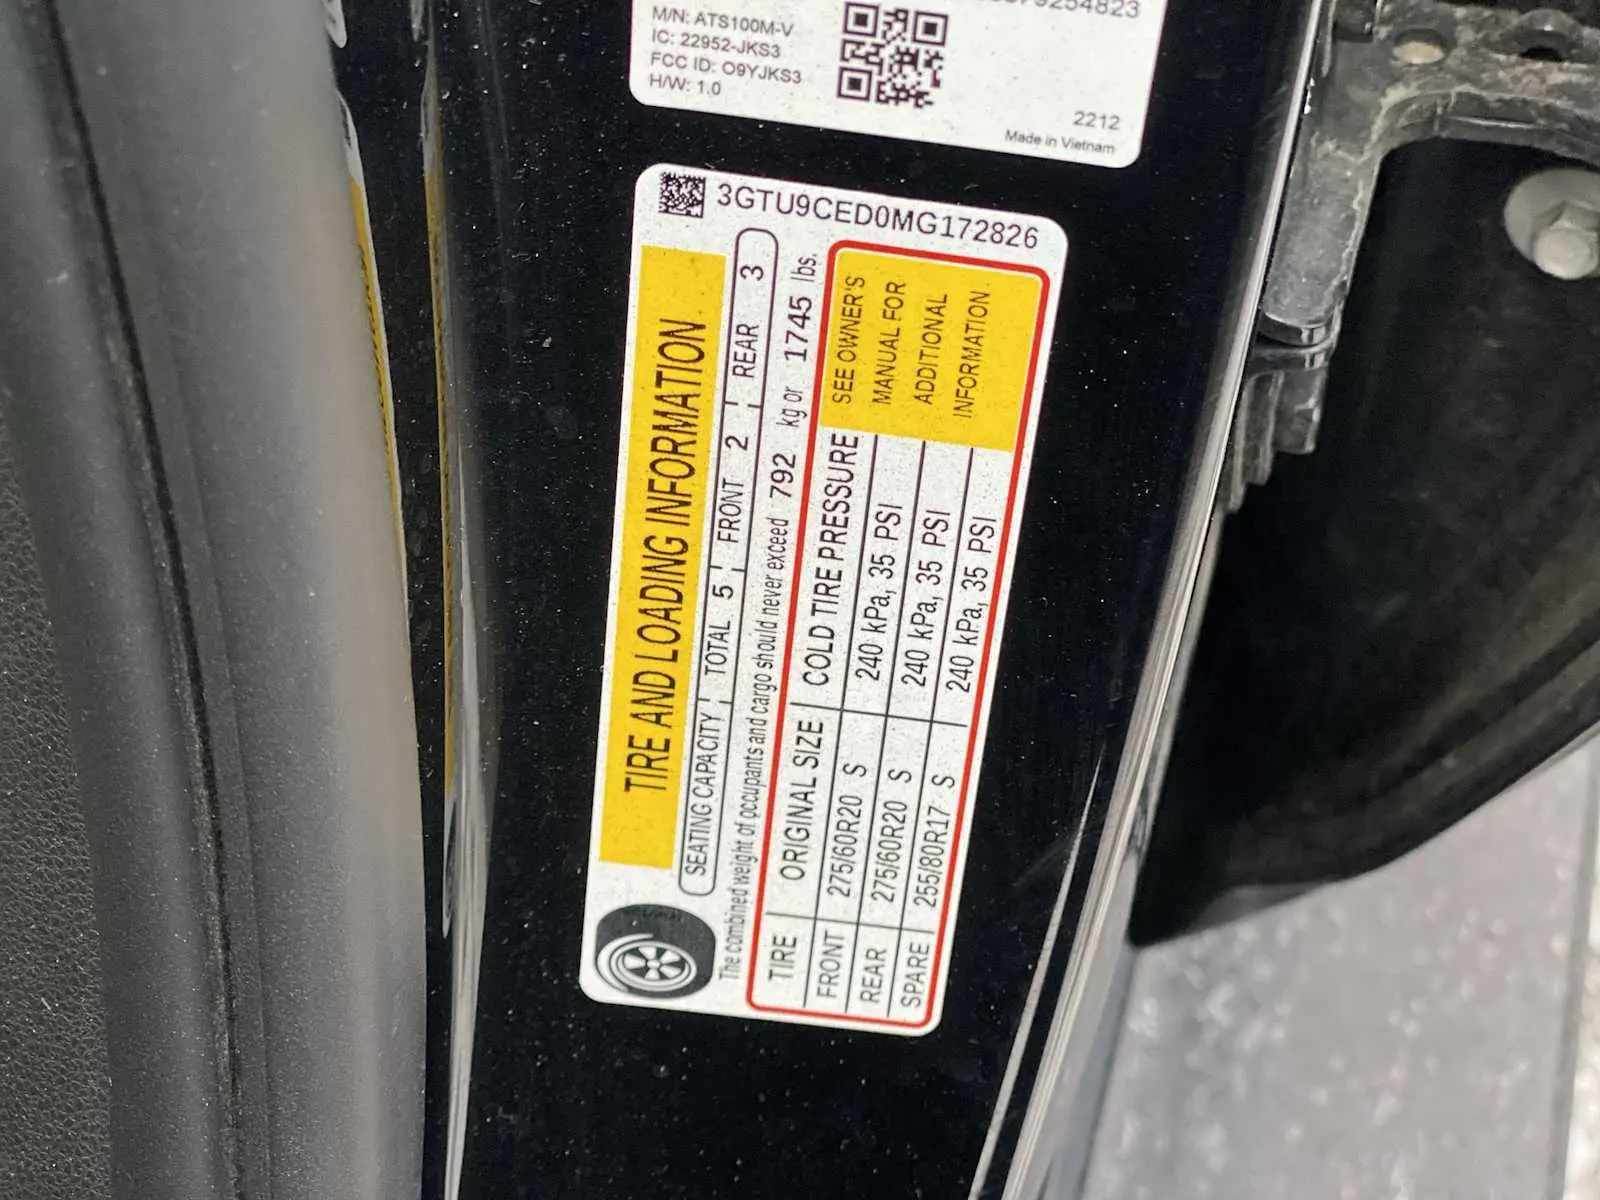 M/N: ATS100M-V
IC: 22952-JKS3
FCC ID: O9YJKS3
H/W: 1.0
2212
Made in Vietnam
3GTU9CED0MG172826
TIRE AND LOADING INFORMATION
SEATING CAPACITY TOTAL 5 FRONT 2 REAR 3
The combined weight of occupants and cargo should never exceed 792 kg or 1745 lbs.
TIRE ORIGINAL SIZE COLD TIRE PRESSURE
FRONT 275/60R20 S 240 kPa, 35 PSI
REAR 275/60R20 S 240 kPa, 35 PSI
SPARE 255/80R17 S 240 kPa, 35 PSI
SEE OWNER'S
MANUAL FOR
ADDITIONAL
INFORMATION